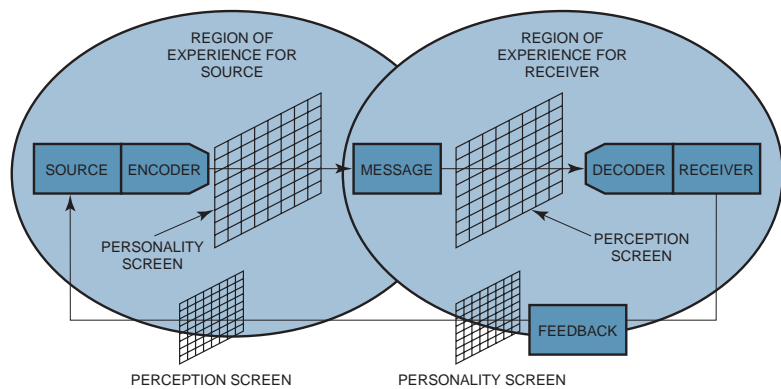 REGION OF
EXPERIENCE FOR
SOURCE
REGION OF
EXPERIENCE FOR
RECEIVER
SOURCE
ENCODER
MESSAGE
DECODER
RECEIVER
PERSONALITY
SCREEN
PERCEPTION
SCREEN
FEEDBACK
PERCEPTION SCREEN
PERSONALITY SCREEN